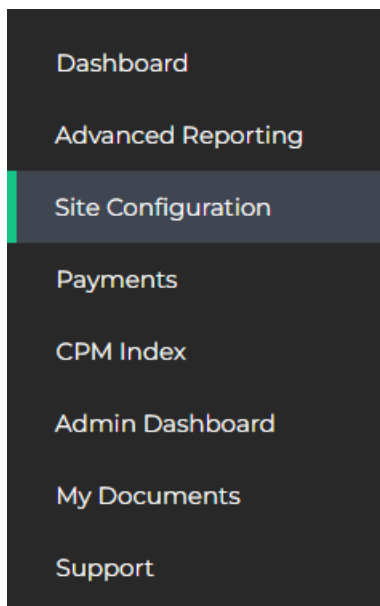 Dashboard
Advanced Reporting
Site Configuration
Payments
CPM Index
Admin Dashboard
My Documents
Support